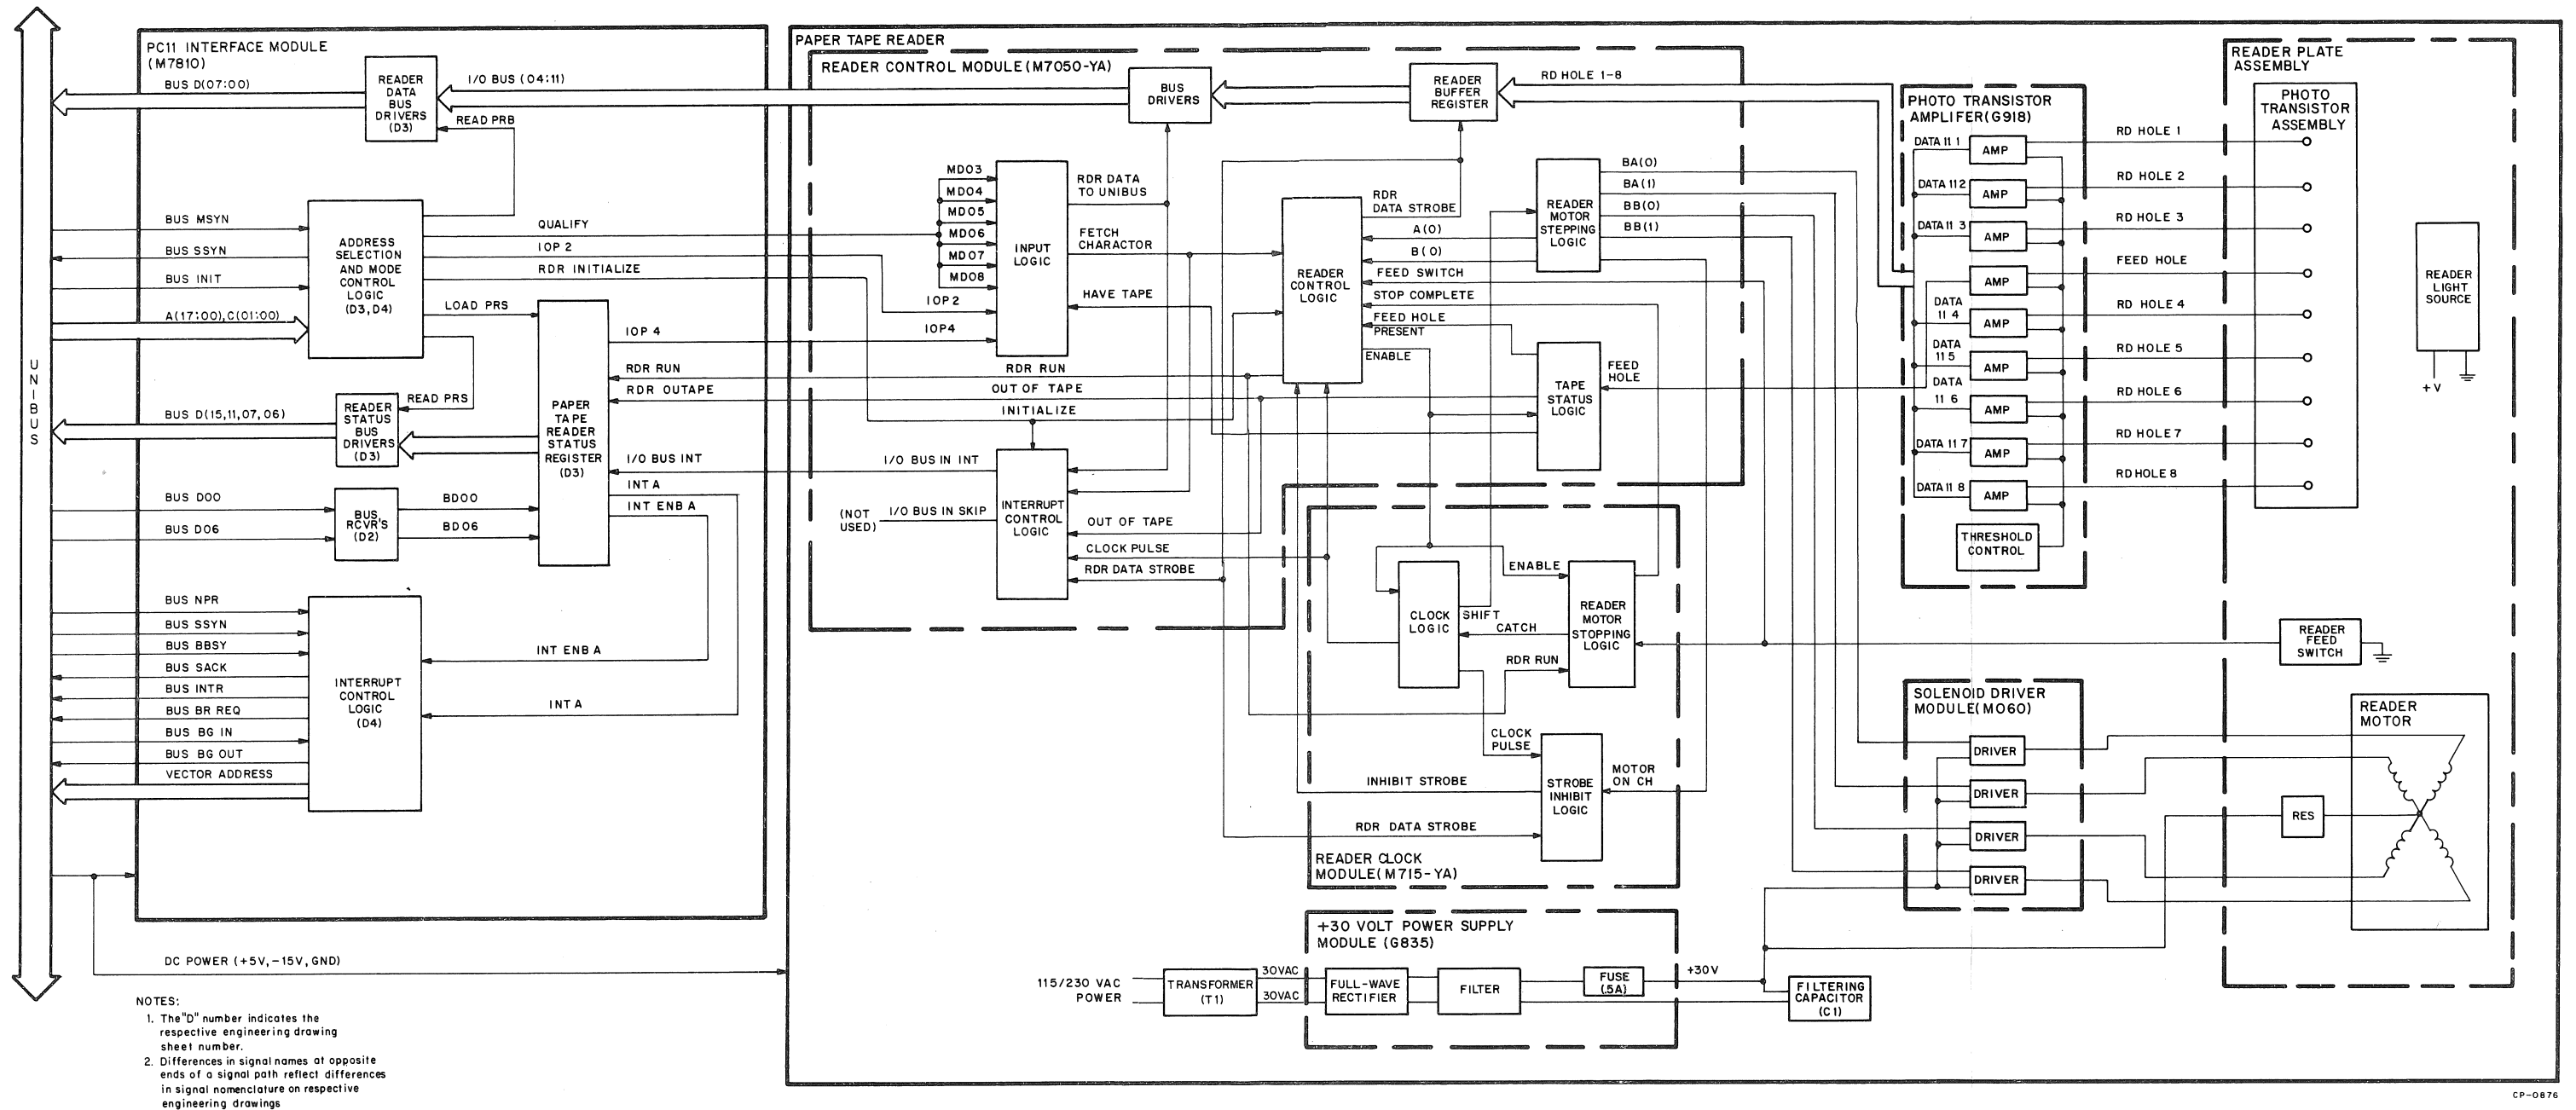 UNIBUS
PC11 INTERFACE MODULE
(M7810)
BUS D(07:00)
READER
DATA
BUS
DRIVERS
(D3)
I/O BUS (04:11)
READ PRB
BUS MSYN
BUS SSYN
BUS INIT
A(17:00),C(01:00)
ADDRESS
SELECTION
AND MODE
CONTROL
LOGIC
(D3,D4)
QUALIFY
IOP 2
RDR INITIALIZE
LOAD PRS
READ PRS
BUS D(15,11,07,06)
READER
STATUS
BUS
DRIVERS
(D3)
PAPER
TAPE
READER
STATUS
REGISTER
(D3)
IOP 4
RDR RUN
RDR OUTAPE
I/O BUS INT
INT A
INT ENB A
BUS D00
BUS D06
BUS
RCVR'S
(D2)
BD00
BD06
BUS NPR
BUS SSYN
BUS BBSY
BUS SACK
BUS INTR
BUS BR REQ
BUS BG IN
BUS BG OUT
VECTOR ADDRESS
INTERRUPT
CONTROL
LOGIC
(D4)
INT ENB A
INT A
DC POWER (+5V,-15V,GND)
NOTES:
1. The "D" number indicates the
respective engineering drawing
sheet number.
2. Differences in signal names at opposite
ends of a signal path reflect differences
in signal nomenclature on respective
engineering drawings
PAPER TAPE READER
READER CONTROL MODULE (M7050-YA)
BUS
DRIVERS
READER
BUFFER
REGISTER
RD HOLE 1-8
MD03
MD04
MD05
MD06
MD07
MD08
IOP 2
IOP4
INPUT
LOGIC
RDR DATA
TO UNIBUS
FETCH
CHARACTOR
HAVE TAPE
RDR RUN
OUT OF TAPE
INITIALIZE
READER
CONTROL
LOGIC
RDR
DATA STROBE
A(0)
B(0)
FEED SWITCH
STOP COMPLETE
FEED HOLE
PRESENT
ENABLE
READER
MOTOR
STEPPING
LOGIC
BA(0)
BA(1)
BB(0)
BB(1)
TAPE
STATUS
LOGIC
FEED
HOLE
I/O BUS IN INT
(NOT
USED)
I/O BUS IN SKIP
INTERRUPT
CONTROL
LOGIC
OUT OF TAPE
CLOCK PULSE
RDR DATA STROBE
CLOCK
LOGIC
SHIFT
CATCH
ENABLE
RDR RUN
READER
MOTOR
STOPPING
LOGIC
CLOCK
PULSE
INHIBIT STROBE
RDR DATA STROBE
STROBE
INHIBIT
LOGIC
MOTOR
ON CH
READER CLOCK
MODULE(M715-YA)
+30 VOLT POWER SUPPLY
MODULE (G835)
115/230 VAC
POWER
TRANSFORMER
(T1)
30VAC
30VAC
FULL-WAVE
RECTIFIER
FILTER
FUSE
(.5A)
+30V
FILTERING
CAPACITOR
(C1)
PHOTO TRANSISTOR
AMPLIFER(G918)
DATA 11 1
AMP
DATA 11 2
AMP
DATA 11 3
AMP
AMP
DATA
11 4
AMP
DATA
11 5
AMP
DATA
11 6
AMP
DATA 11 7
AMP
DATA 11 8
AMP
THRESHOLD
CONTROL
RD HOLE 1
RD HOLE 2
RD HOLE 3
FEED HOLE
RD HOLE 4
RD HOLE 5
RD HOLE 6
RD HOLE 7
RD HOLE 8
READER PLATE
ASSEMBLY
PHOTO
TRANSISTOR
ASSEMBLY
READER
LIGHT
SOURCE
+V
READER
FEED
SWITCH
SOLENOID DRIVER
MODULE(M060)
DRIVER
DRIVER
DRIVER
DRIVER
RES
READER
MOTOR
CP-0876